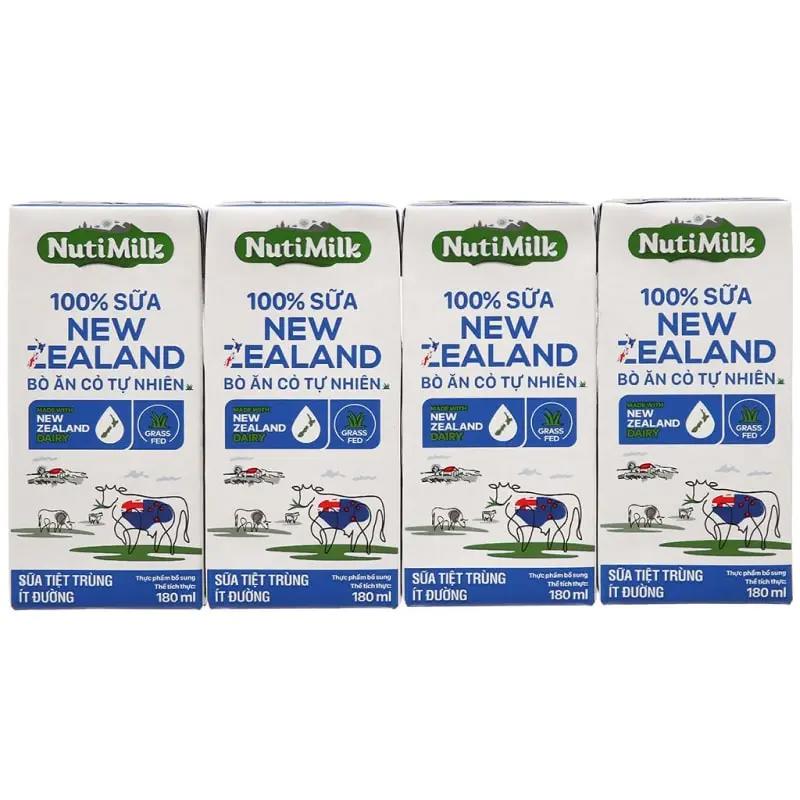 NutiMilk
100% SỮA
NEW
ZEALAND
BÒ ĂN CỎ TỰ NHIÊN
MADE WITH
NEW
ZEALAND
DAIRY
GRASS
FED
SỮA TIỆT TRÙNG
ÍT ĐƯỜNG
Thực phẩm bổ sung
Thể tích thực:
180 ml
NutiMilk
100% SỮA
NEW
ZEALAND
BÒ ĂN CỎ TỰ NHIÊN
MADE WITH
NEW
ZEALAND
DAIRY
GRASS
FED
SỮA TIỆT TRÙNG
ÍT ĐƯỜNG
Thực phẩm bổ sung
Thể tích thực:
180 ml
NutiMilk
100% SỮA
NEW
ZEALAND
BÒ ĂN CỎ TỰ NHIÊN
MADE WITH
NEW
ZEALAND
DAIRY
GRASS
FED
SỮA TIỆT TRÙNG
ÍT ĐƯỜNG
Thực phẩm bổ sung
Thể tích thực:
180 ml
NutiMilk
100% SỮA
NEW
ZEALAND
BÒ ĂN CỎ TỰ NHIÊN
MADE WITH
NEW
ZEALAND
DAIRY
GRASS
FED
SỮA TIỆT TRÙNG
ÍT ĐƯỜNG
Thực phẩm bổ sung
Thể tích thực:
180 ml